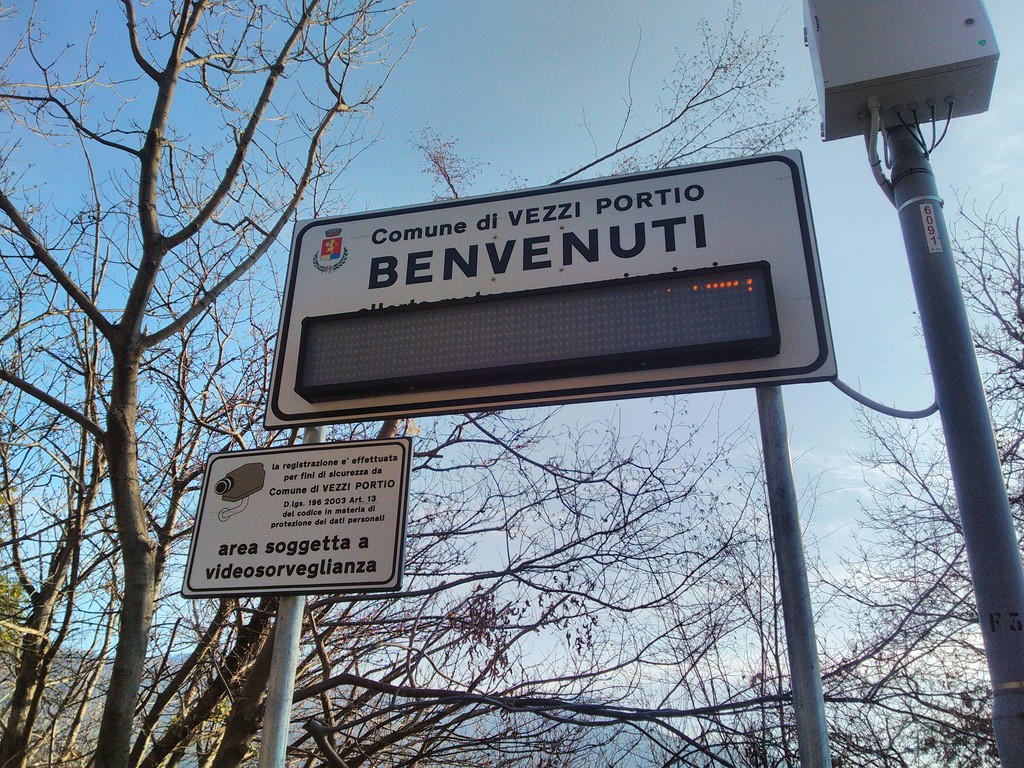 Comune di VEZZI PORTIO
BENVENUTI
6091
la registrazione e' effettuata
per fini di sicurezza da
Comune di VEZZI PORTIO
D.lgs. 196 2003 Art. 13
del codice in materia di
protezione dei dati personali
area soggetta a
videosorveglianza